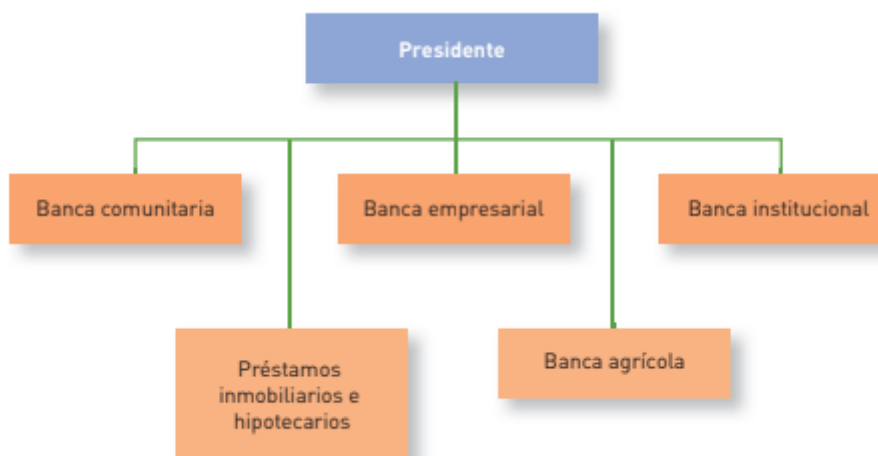 Presidente
Banca comunitaria
Banca empresarial
Banca institucional
Préstamos
inmobiliarios e
hipotecarios
Banca agrícola